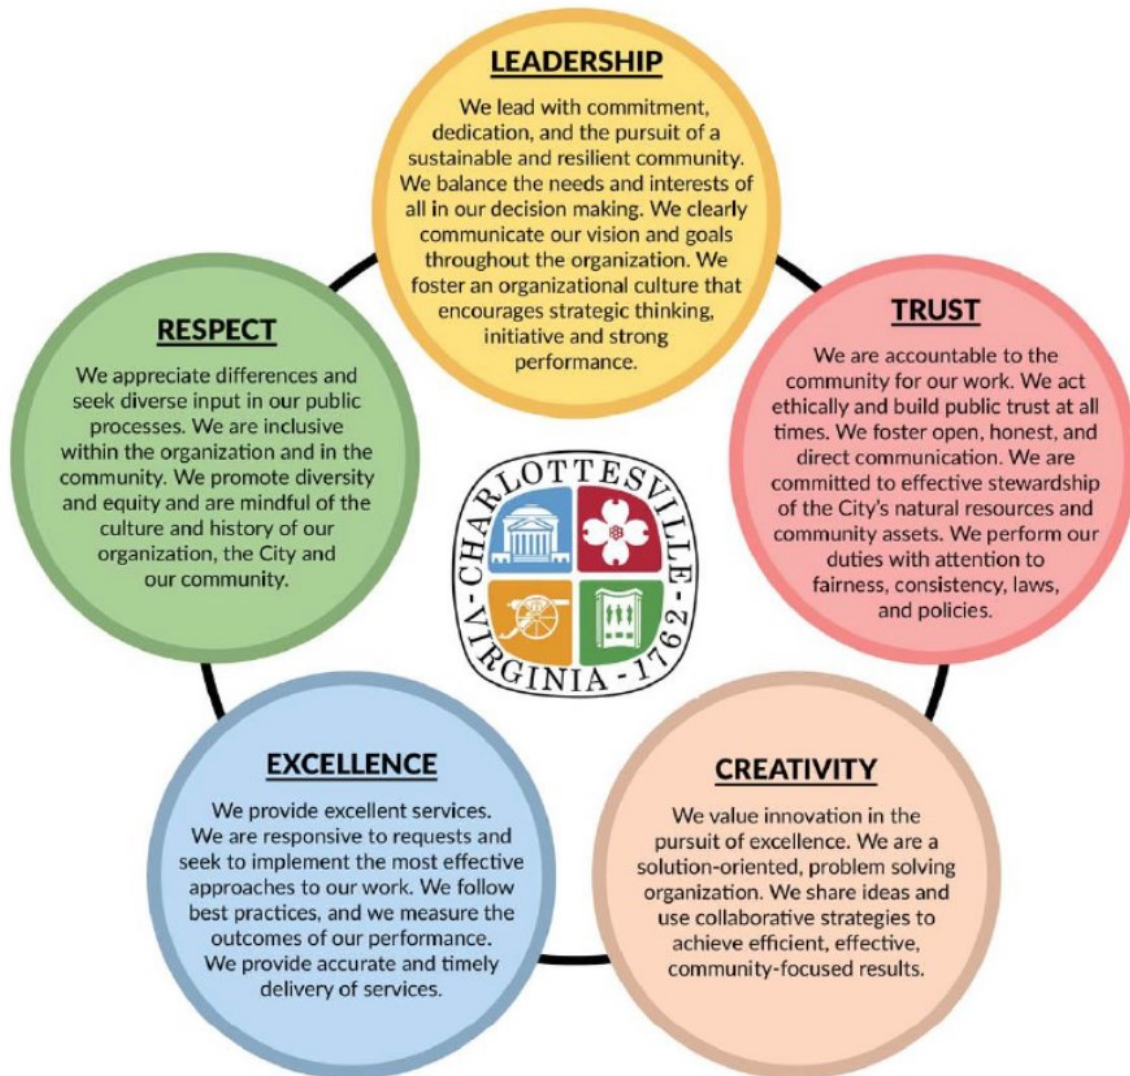 LEADERSHIP
We lead with commitment,
dedication, and the pursuit of a
sustainable and resilient community.
We balance the needs and interests of
all in our decision making. We clearly
communicate our vision and goals
throughout the organization. We
foster an organizational culture that
encourages strategic thinking,
initiative and strong
performance.
RESPECT
We appreciate differences and
seek diverse input in our public
processes. We are inclusive
within the organization and in the
community. We promote diversity
and equity and are mindful of the
culture and history of our
organization, the City and
our community.
TRUST
We are accountable to the
community for our work. We act
ethically and build public trust at all
times. We foster open, honest, and
direct communication. We are
committed to effective stewardship
of the City’s natural resources and
community assets. We perform our
duties with attention to
fairness, consistency, laws,
and policies.
CHARLOTTESVILLE
- VIRGINIA - 1762 -
EXCELLENCE
We provide excellent services.
We are responsive to requests and
seek to implement the most effective
approaches to our work. We follow
best practices, and we measure the
outcomes of our performance.
We provide accurate and timely
delivery of services.
CREATIVITY
We value innovation in the
pursuit of excellence. We are a
solution-oriented, problem solving
organization. We share ideas and
use collaborative strategies to
achieve efficient, effective,
community-focused results.